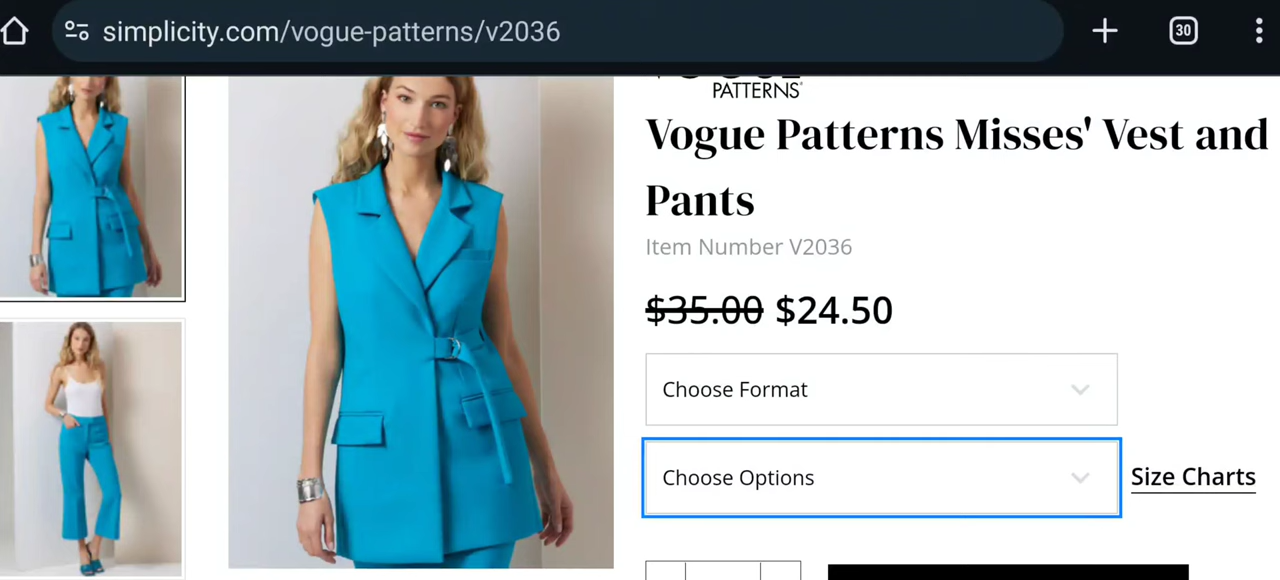 simplicity.com/vogue-patterns/v2036
30
PATTERNS
Vogue Patterns Misses' Vest and
Pants
Item Number V2036
$35.00 $24.50
Choose Format
Choose Options
Size Charts